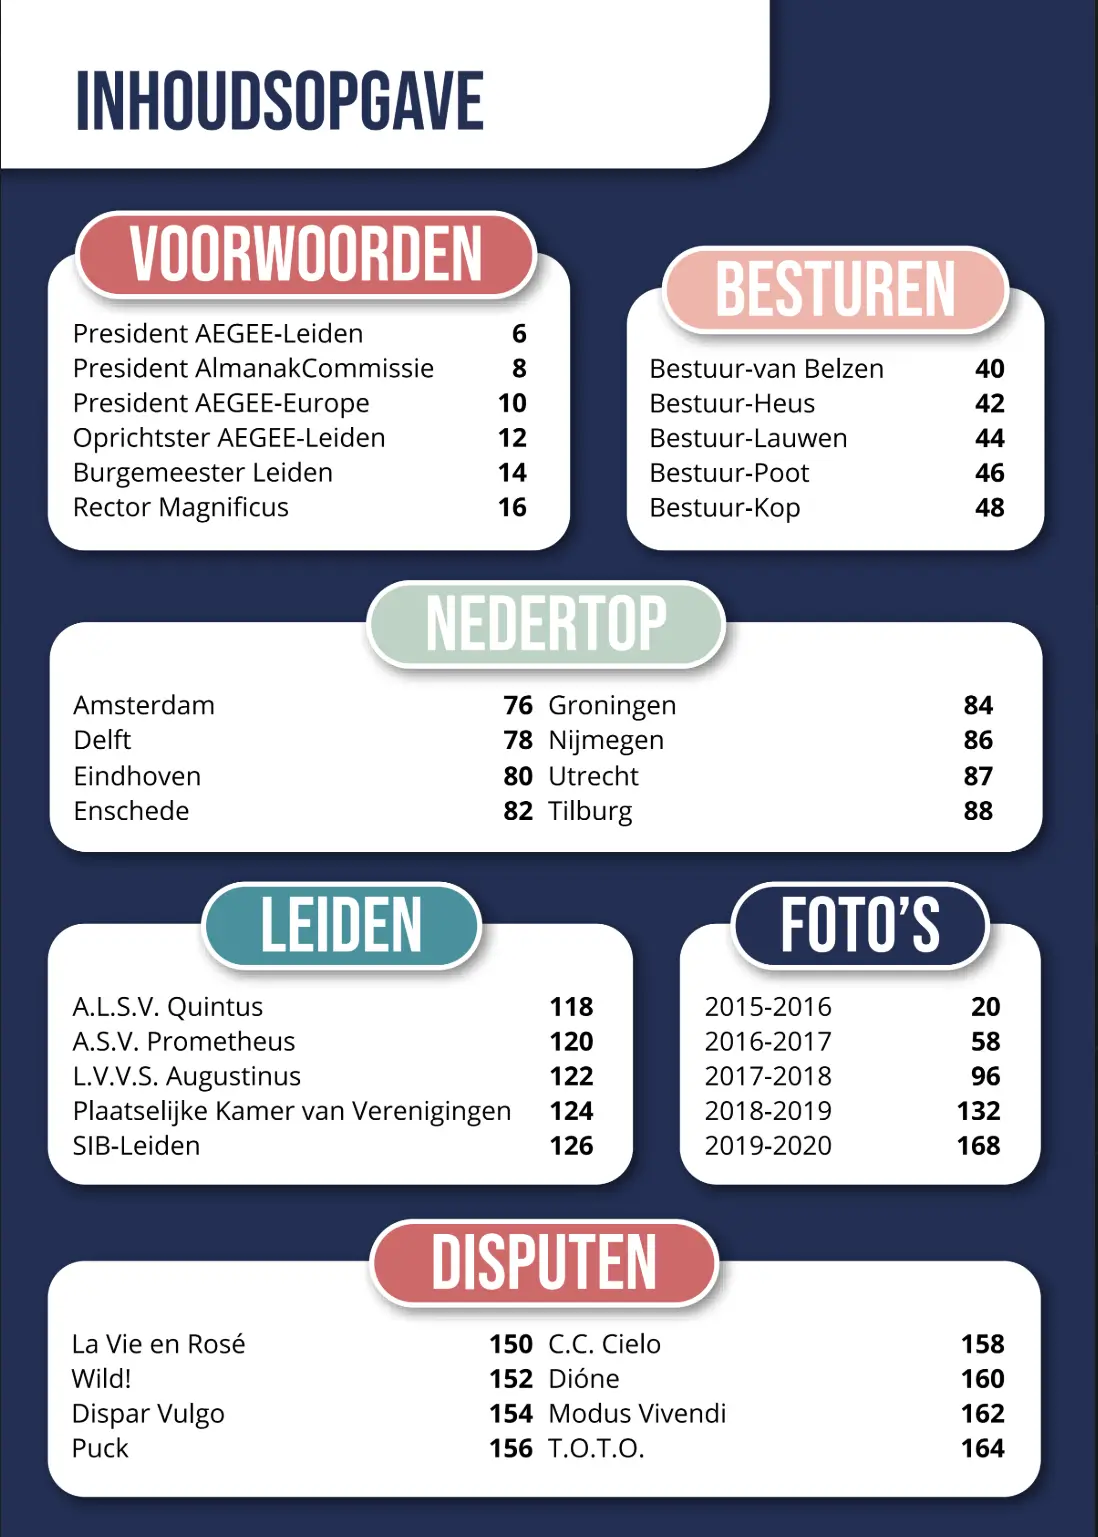 INHOUDSOPGAVE
VOORWOORDEN
President AEGEE-Leiden 6
President AlmanakCommissie 8
President AEGEE-Europe 10
Oprichtster AEGEE-Leiden 12
Burgemeester Leiden 14
Rector Magnificus 16
BESTUREN
Bestuur-van Belzen 40
Bestuur-Heus 42
Bestuur-Lauwen 44
Bestuur-Poot 46
Bestuur-Kop 48
NEDERTOP
Amsterdam 76 Groningen 84
Delft 78 Nijmegen 86
Eindhoven 80 Utrecht 87
Enschede 82 Tilburg 88
LEIDEN
A.L.S.V. Quintus 118
A.S.V. Prometheus 120
L.V.V.S. Augustinus 122
Plaatselijke Kamer van Verenigingen 124
SIB-Leiden 126
FOTO'S
2015-2016 20
2016-2017 58
2017-2018 96
2018-2019 132
2019-2020 168
DISPUTEN
La Vie en Rosé 150 C.C. Cielo 158
Wild! 152 Dióne 160
Dispar Vulgo 154 Modus Vivendi 162
Puck 156 T.O.T.O. 164